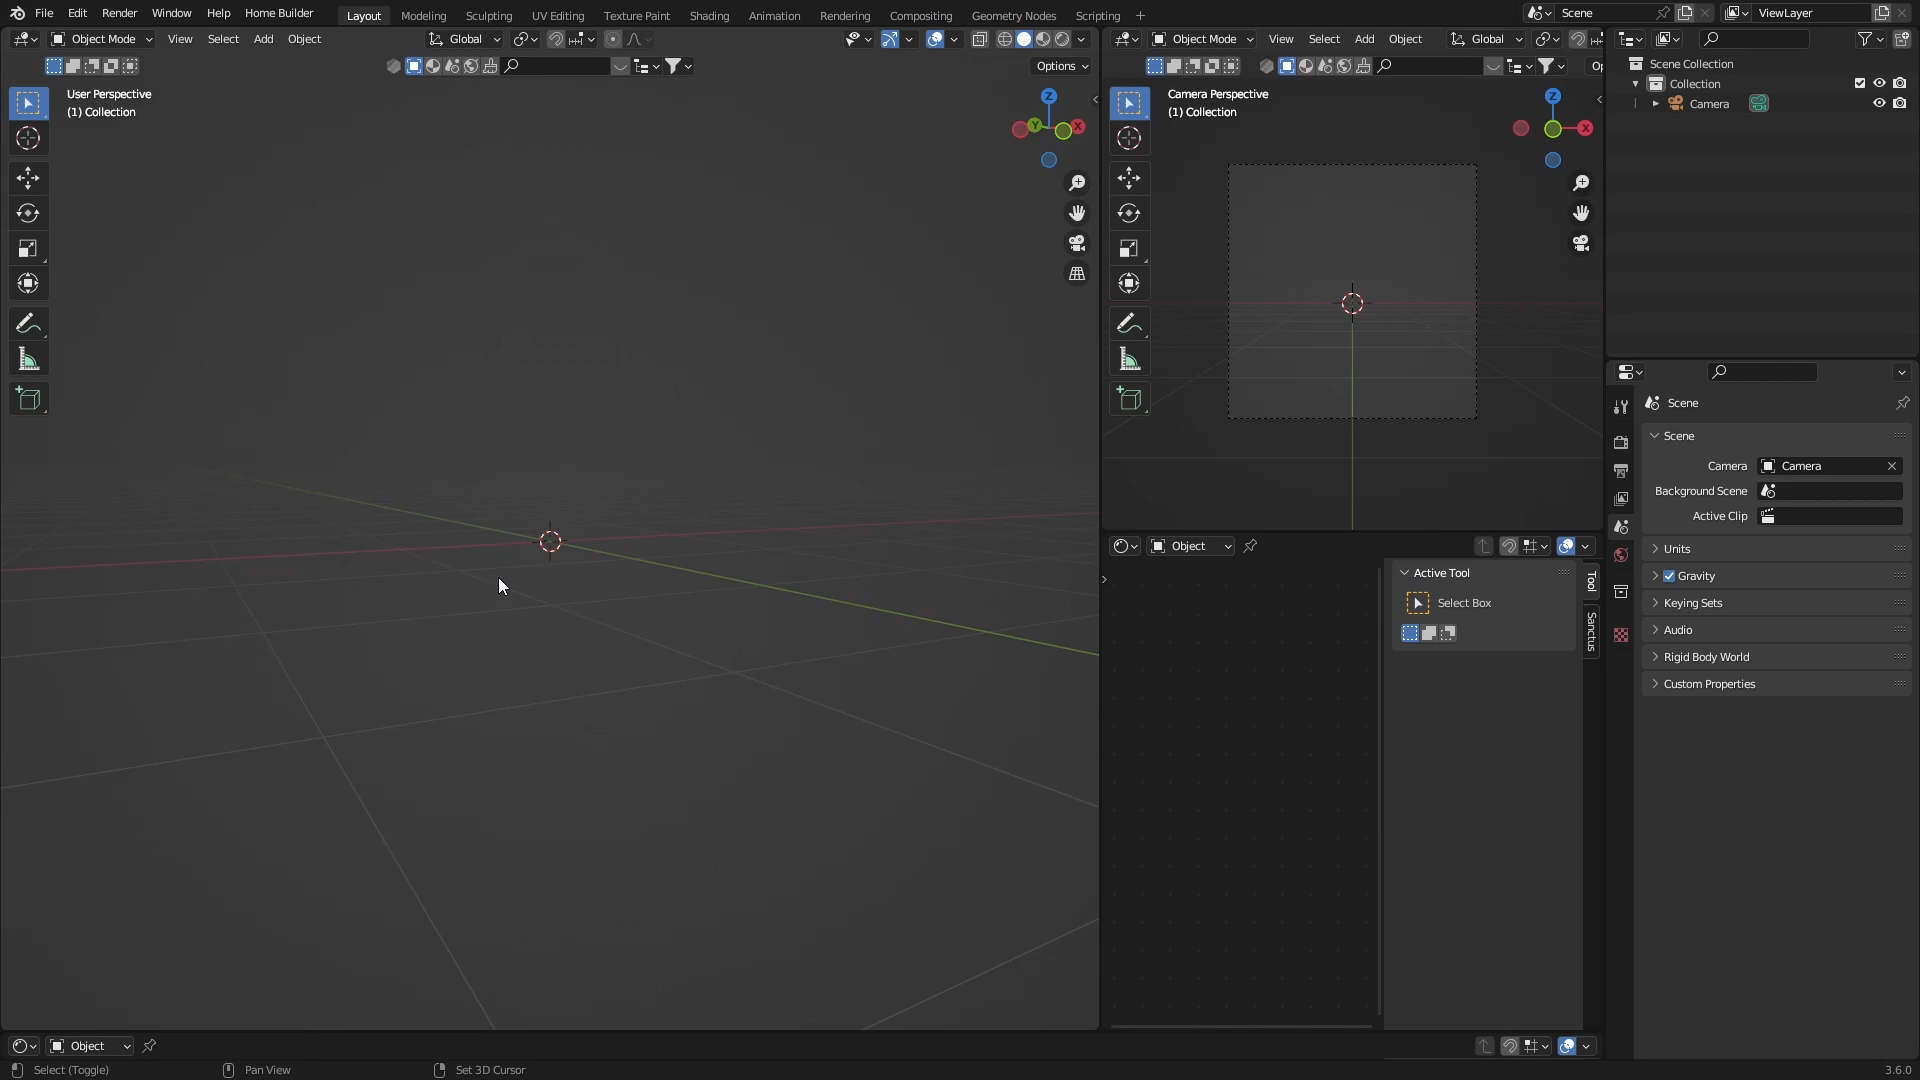 File Edit Render Window Help Home Builder Layout Modeling Sculpting UV Editing Texture Paint Shading Animation Rendering Compositing Geometry Nodes Scripting + Scene ViewLayer
Object Mode View Select Add Object Global
Options
User Perspective
(1) Collection
Z
Y
X
Object Mode View Select Add Object Global
Op
Camera Perspective
(1) Collection
Z
X
Object
Active Tool
Select Box
Tool
Sanctus
Scene Collection
Collection
Camera
Scene
Scene
Camera Camera
Background Scene
Active Clip
Units
Gravity
Keying Sets
Audio
Rigid Body World
Custom Properties
Object
Select (Toggle) Pan View Set 3D Cursor 3.6.0